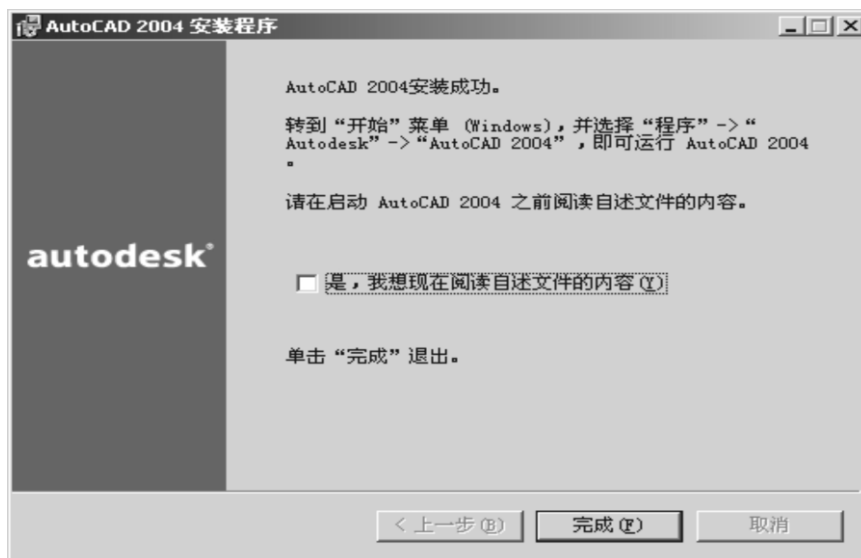 AutoCAD 2004 安装程序
AutoCAD 2004安装成功。
转到“开始”菜单 (Windows)，并选择“程序”->“
Autodesk”->“AutoCAD 2004”，即可运行 AutoCAD 2004
。
请在启动 AutoCAD 2004 之前阅读自述文件的内容。
autodesk®
是，我想现在阅读自述文件的内容(Y)
单击“完成”退出。
< 上一步(B)
完成(F)
取消